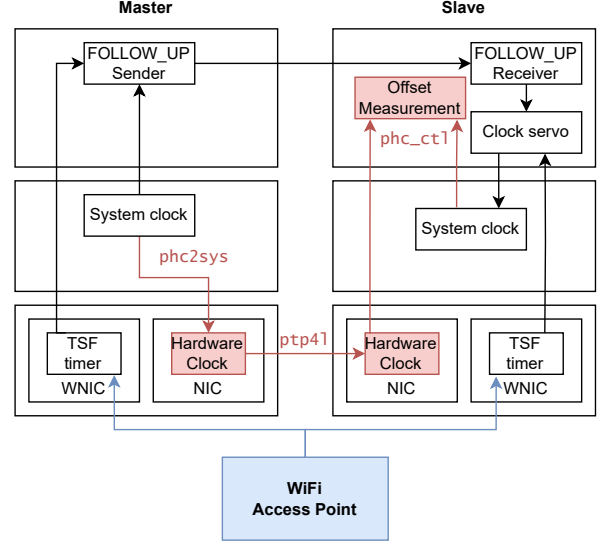 Master
Slave
FOLLOW_UP
Sender
FOLLOW_UP
Receiver
Offset
Measurement
Clock servo
phc_ctl
System clock
System clock
phc2sys
ptp4l
TSF
timer
WNIC
Hardware
Clock
NIC
Hardware
Clock
NIC
TSF
timer
WNIC
WiFi
Access Point